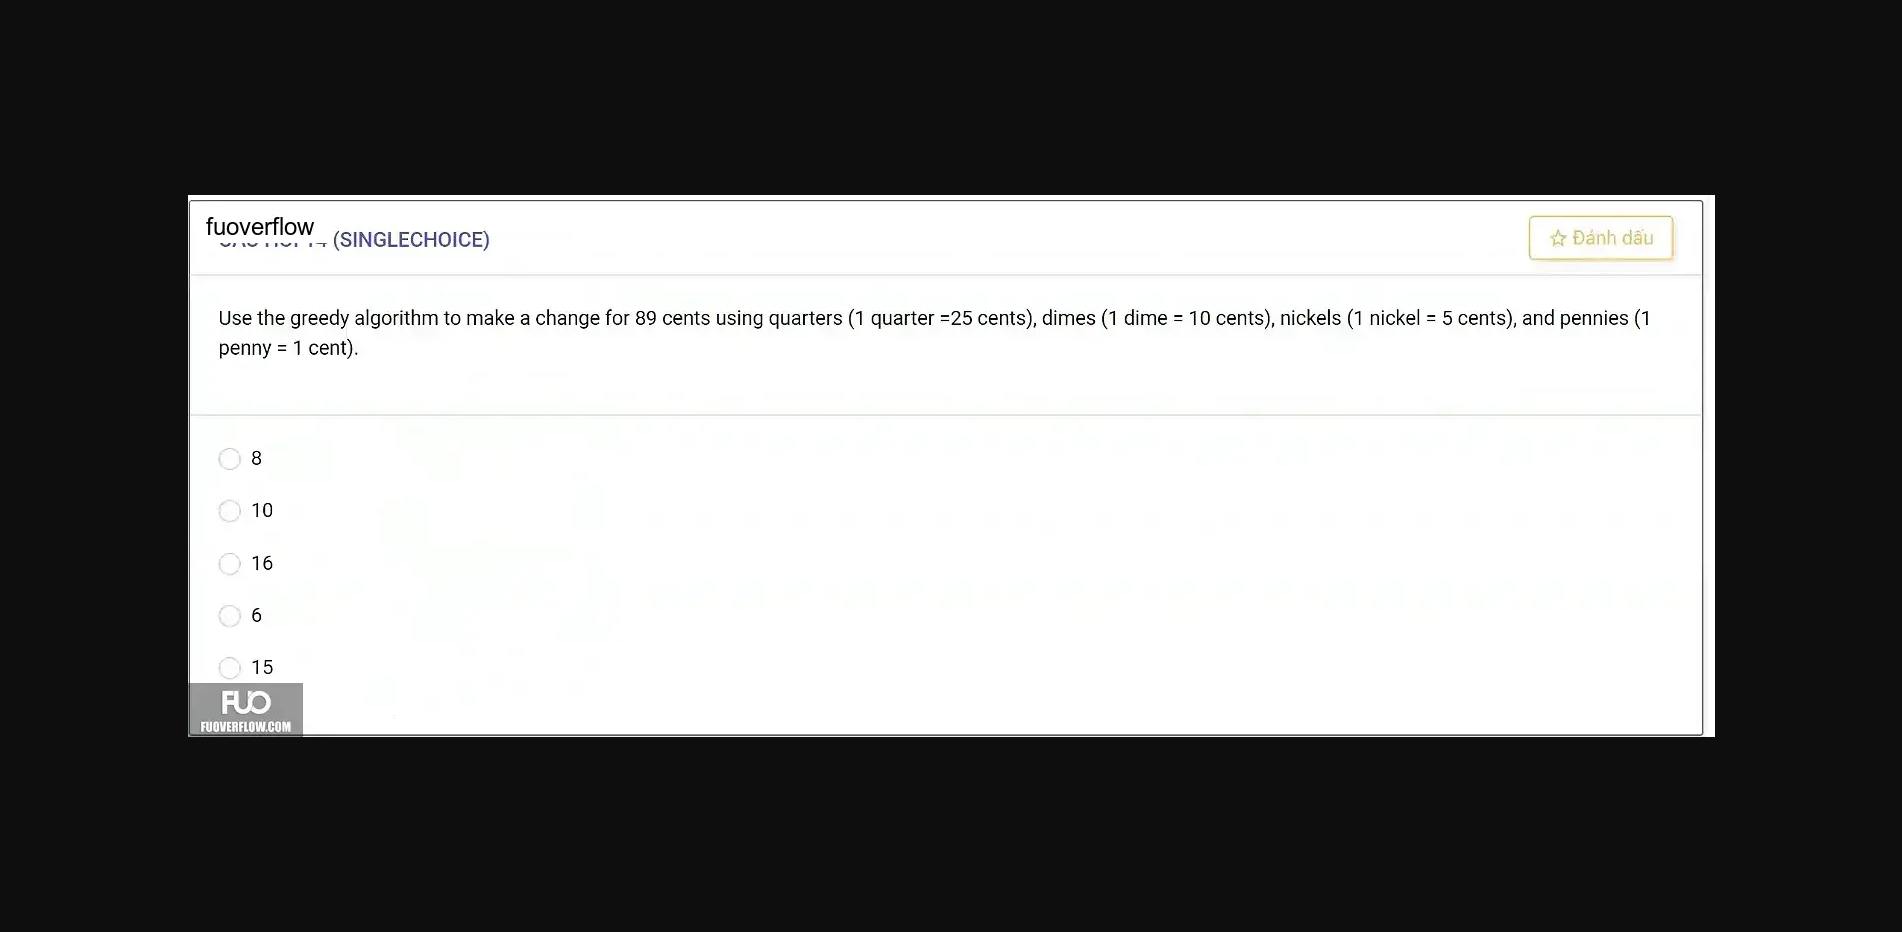 fuoverflow
(SINGLECHOICE)
Đánh dấu
Use the greedy algorithm to make a change for 89 cents using quarters (1 quarter =25 cents), dimes (1 dime = 10 cents), nickels (1 nickel = 5 cents), and pennies (1
penny = 1 cent).
8
10
16
6
15
FUO
FUOVERFLOW.COM